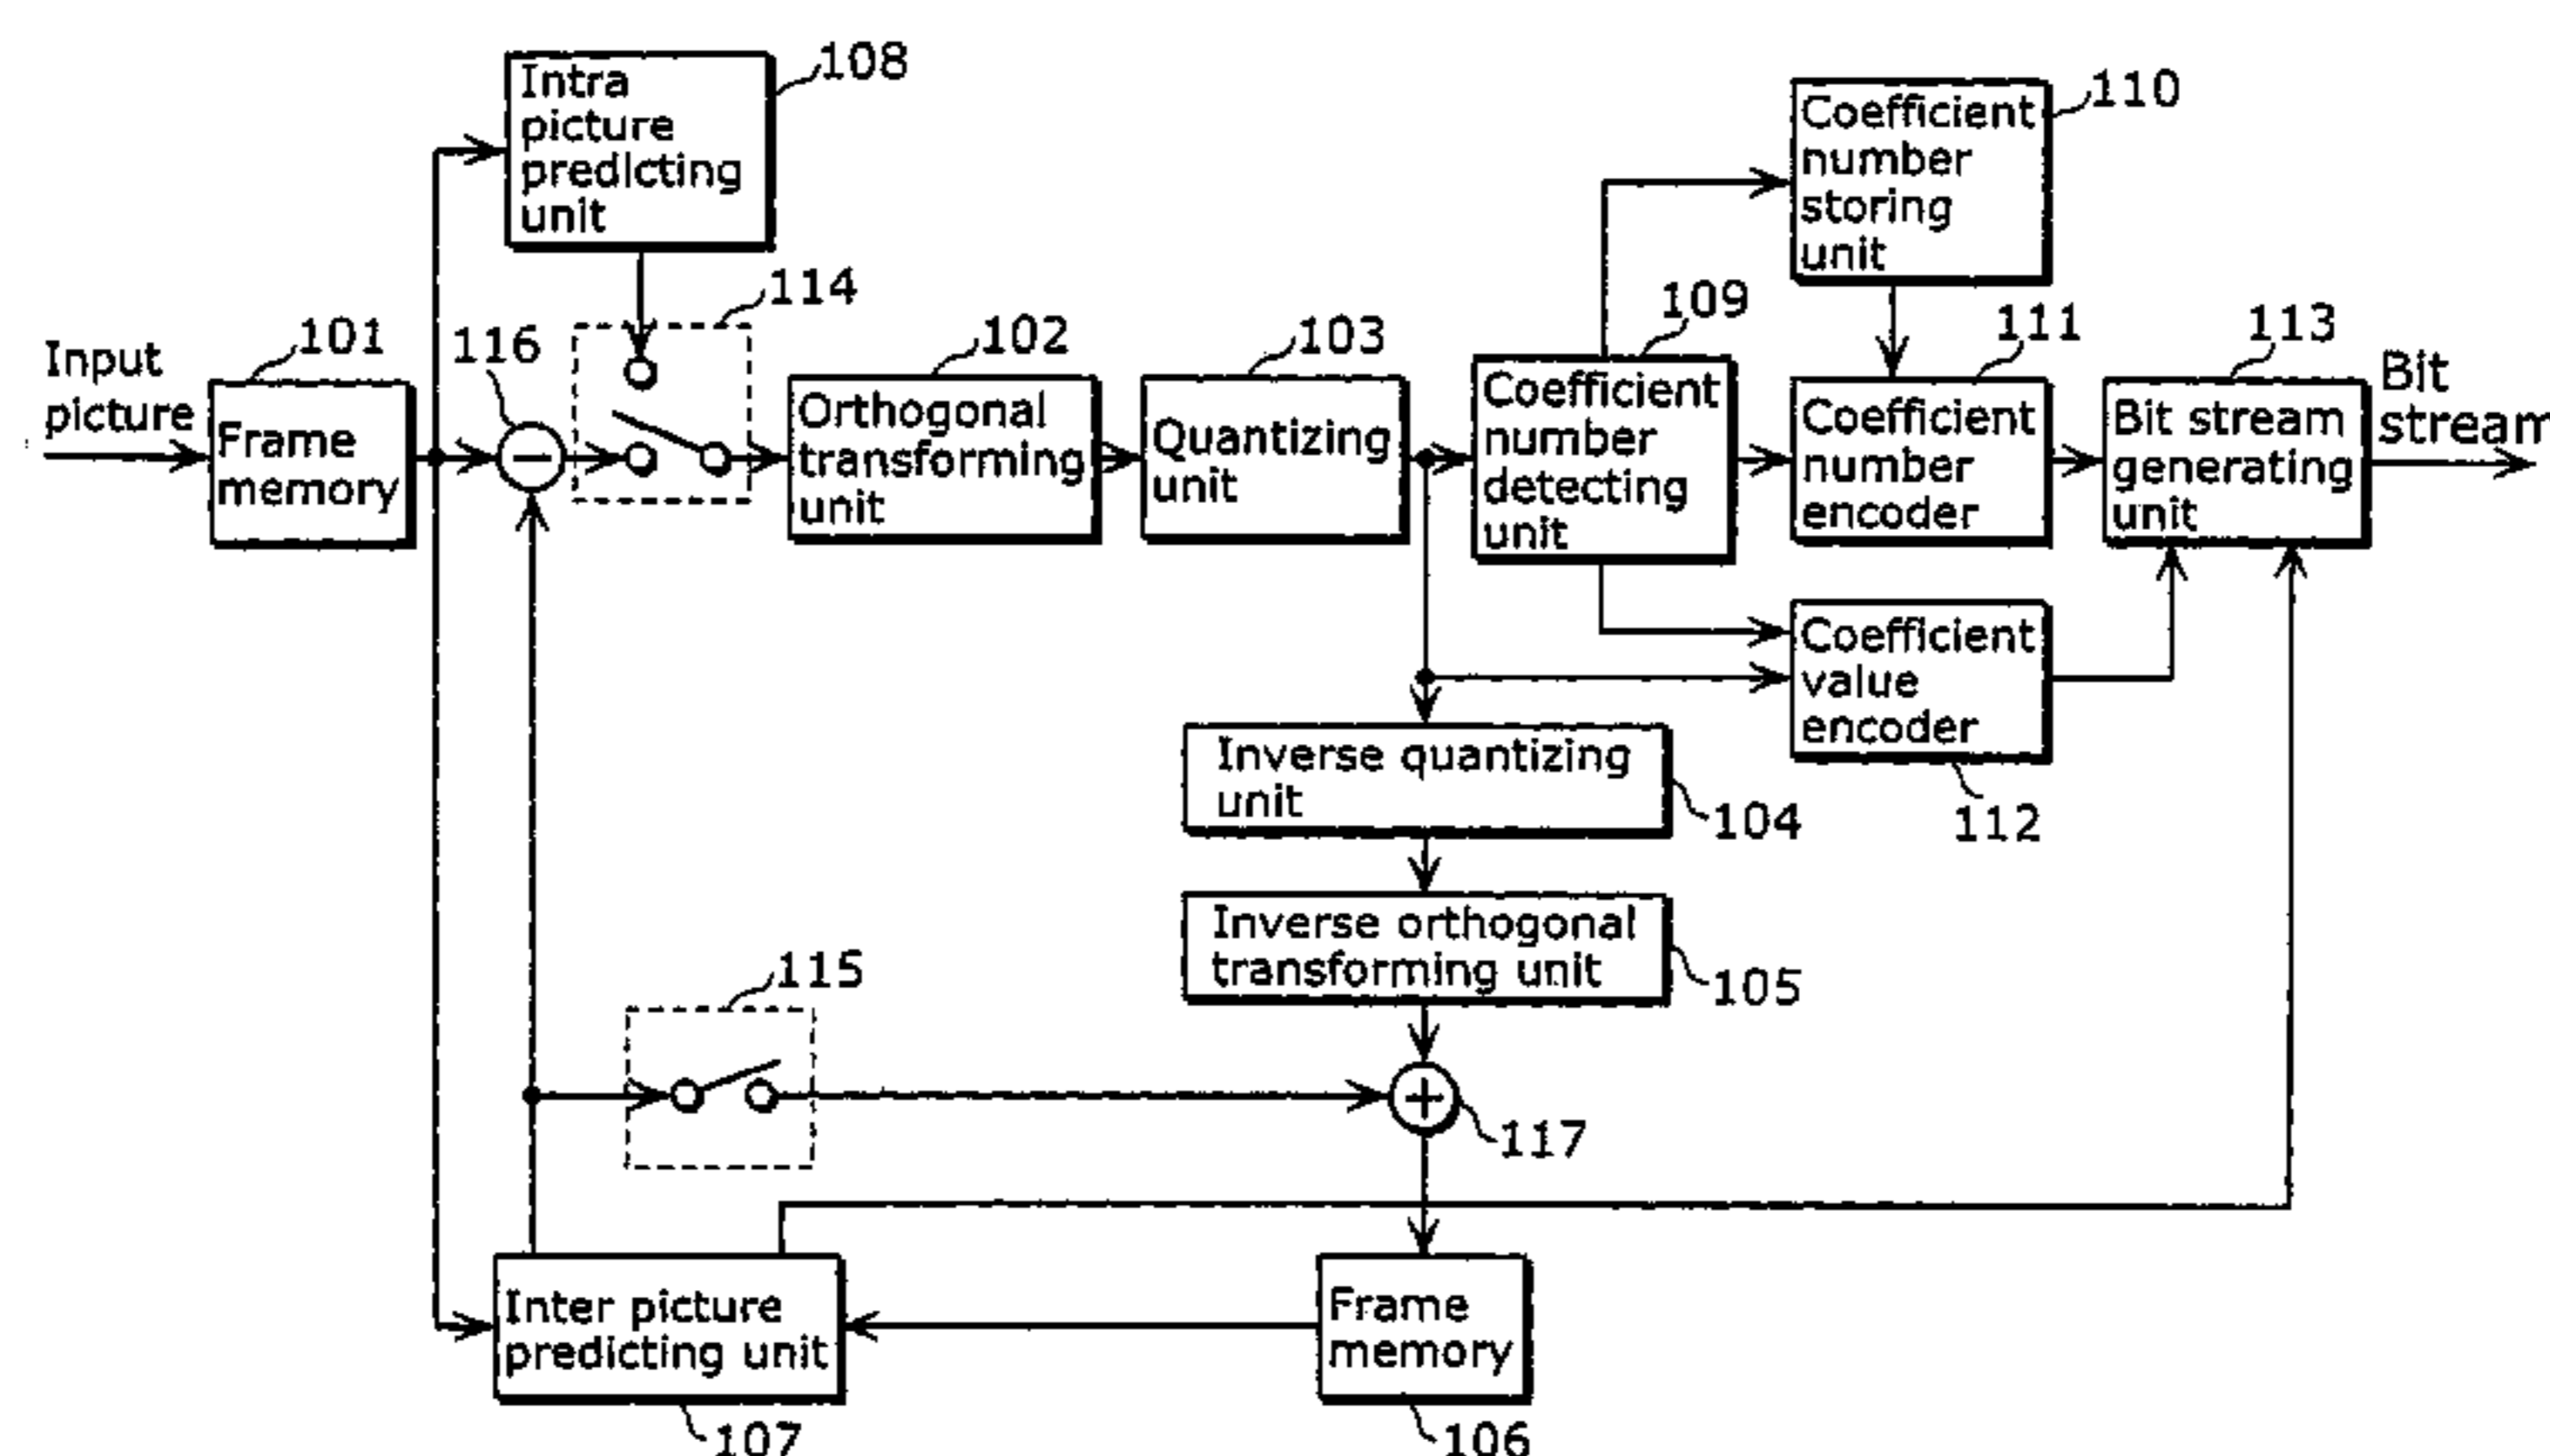 108
Intra
picture
predicting
unit
110
Coefficient
number
storing
unit
114
Input
picture
101
Frame
memory
116
−
102
Orthogonal
transforming
unit
103
Quantizing
unit
109
Coefficient
number
detecting
unit
111
Coefficient
number
encoder
113
Bit stream
generating
unit
Bit
stream
Coefficient
value
encoder
112
Inverse quantizing
unit
104
Inverse orthogonal
transforming unit
105
115
+
117
Inter picture
predicting unit
107
Frame
memory
106